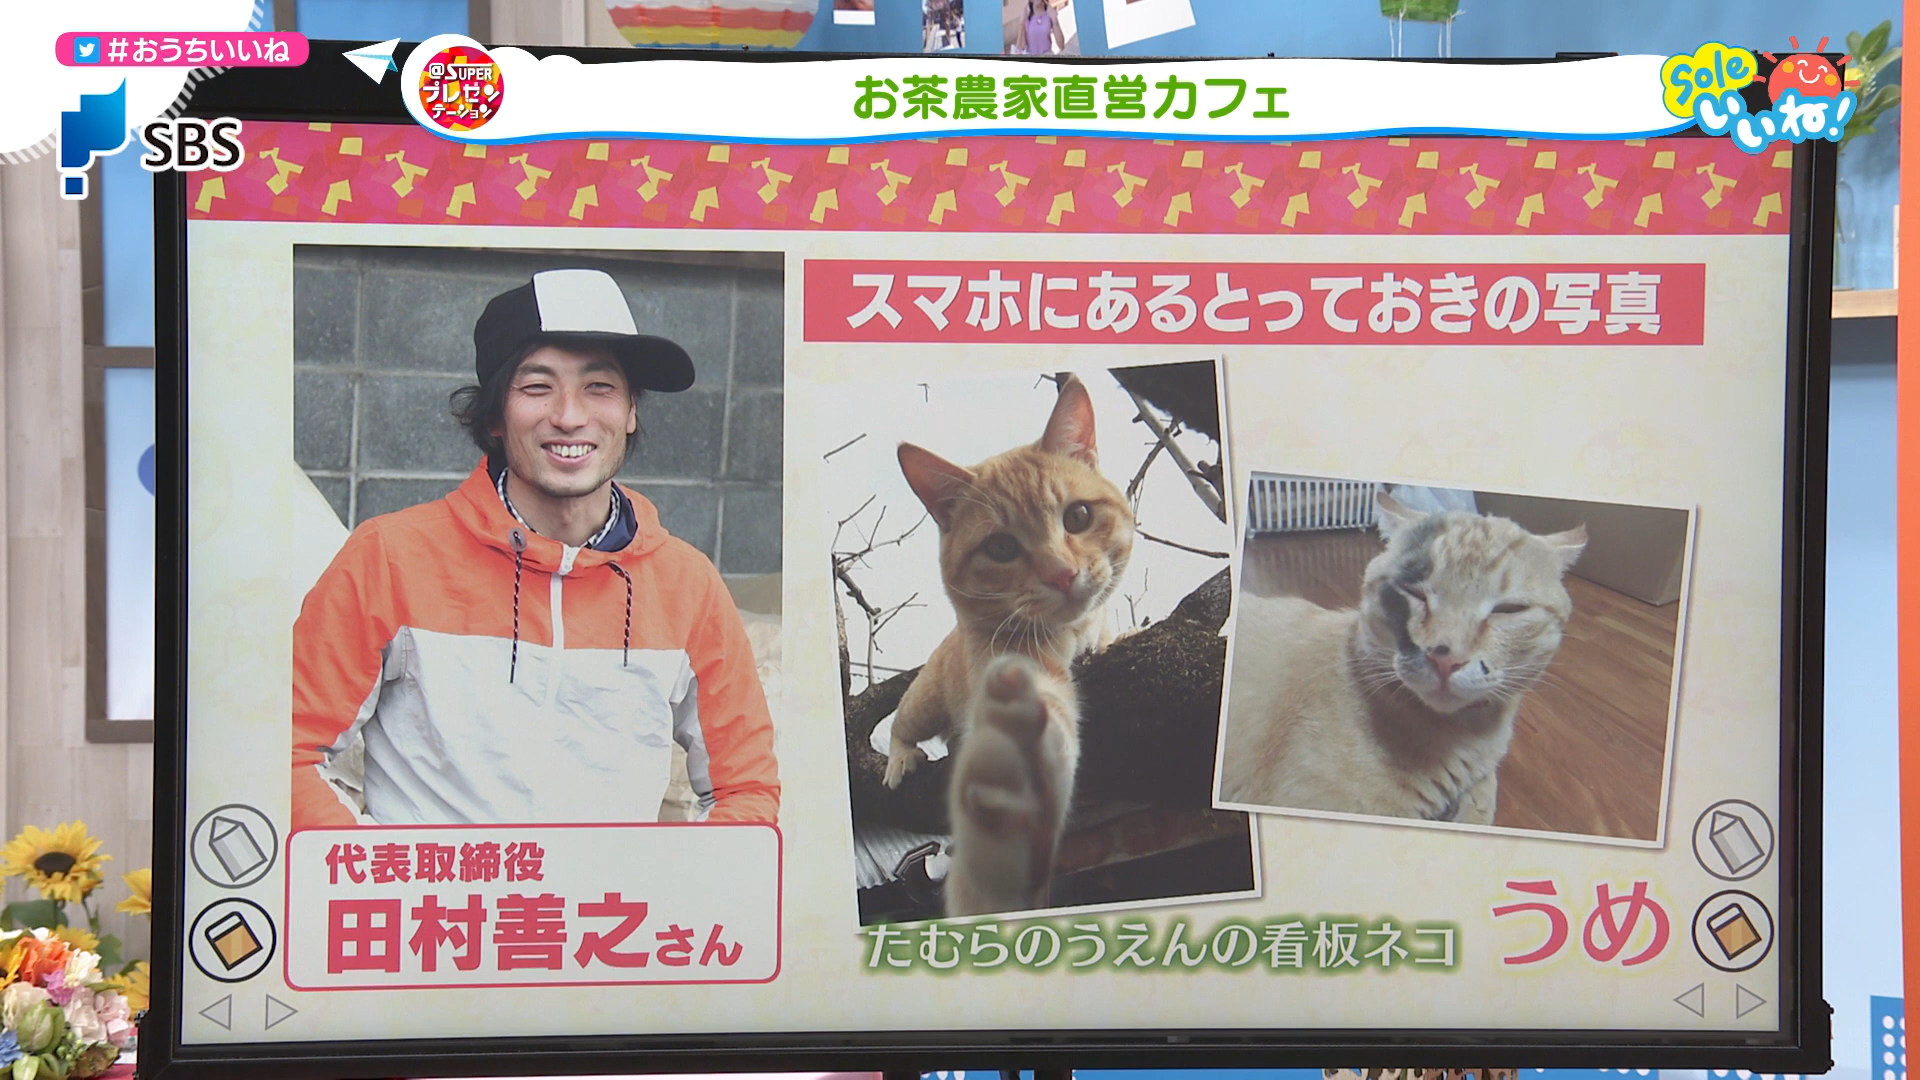 #おうちいいね
SBS
@SUPER
プレゼン
テーション
お茶農家直営カフェ
Sole
いいね!
スマホにあるとっておきの写真
代表取締役
田村善之さん
たむらのうえんの看板ネコ
うめ